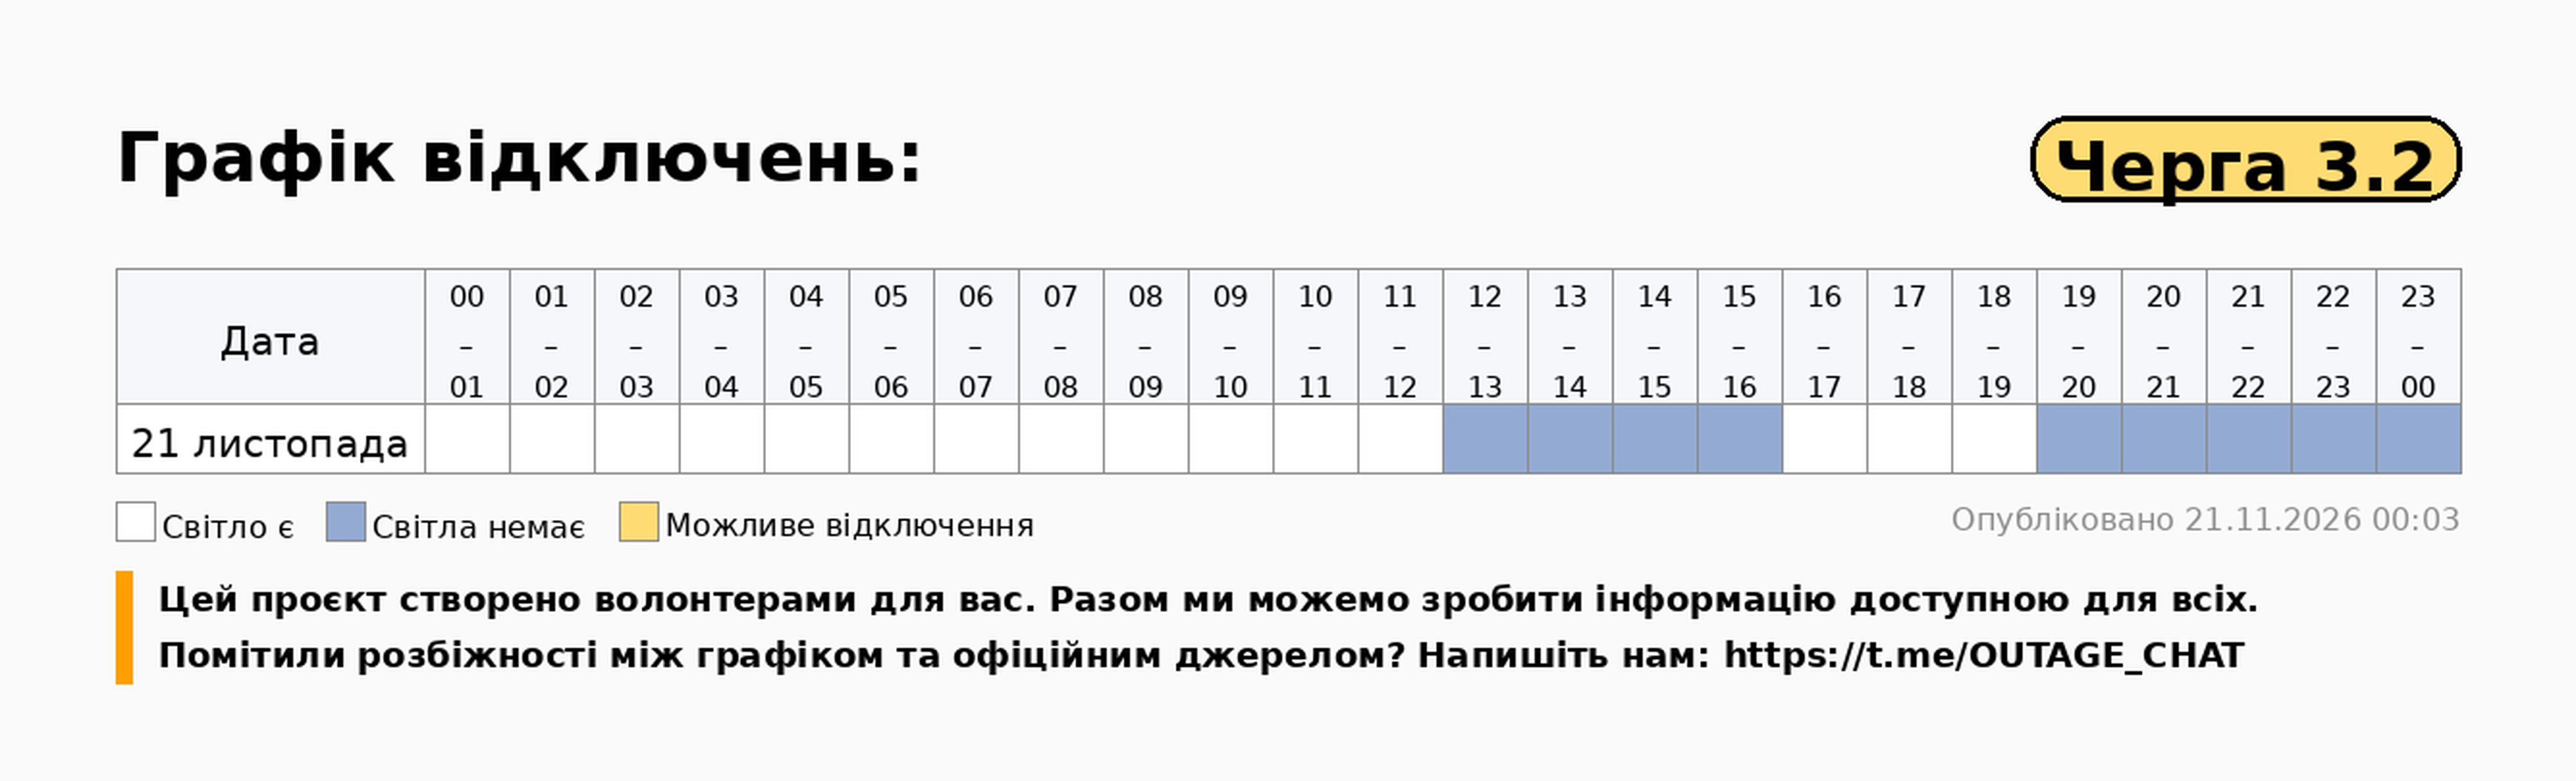 Графік відключень:
Черга 3.2
Дата
00 – 01
01 – 02
02 – 03
03 – 04
04 – 05
05 – 06
06 – 07
07 – 08
08 – 09
09 – 10
10 – 11
11 – 12
12 – 13
13 – 14
14 – 15
15 – 16
16 – 17
17 – 18
18 – 19
19 – 20
20 – 21
21 – 22
22 – 23
23 – 00
21 листопада
Світло є
Світла немає
Можливе відключення
Опубліковано 21.11.2026 00:03
Цей проєкт створено волонтерами для вас. Разом ми можемо зробити інформацію доступною для всіх.
Помітили розбіжності між графіком та офіційним джерелом? Напишіть нам: https://t.me/OUTAGE_CHAT